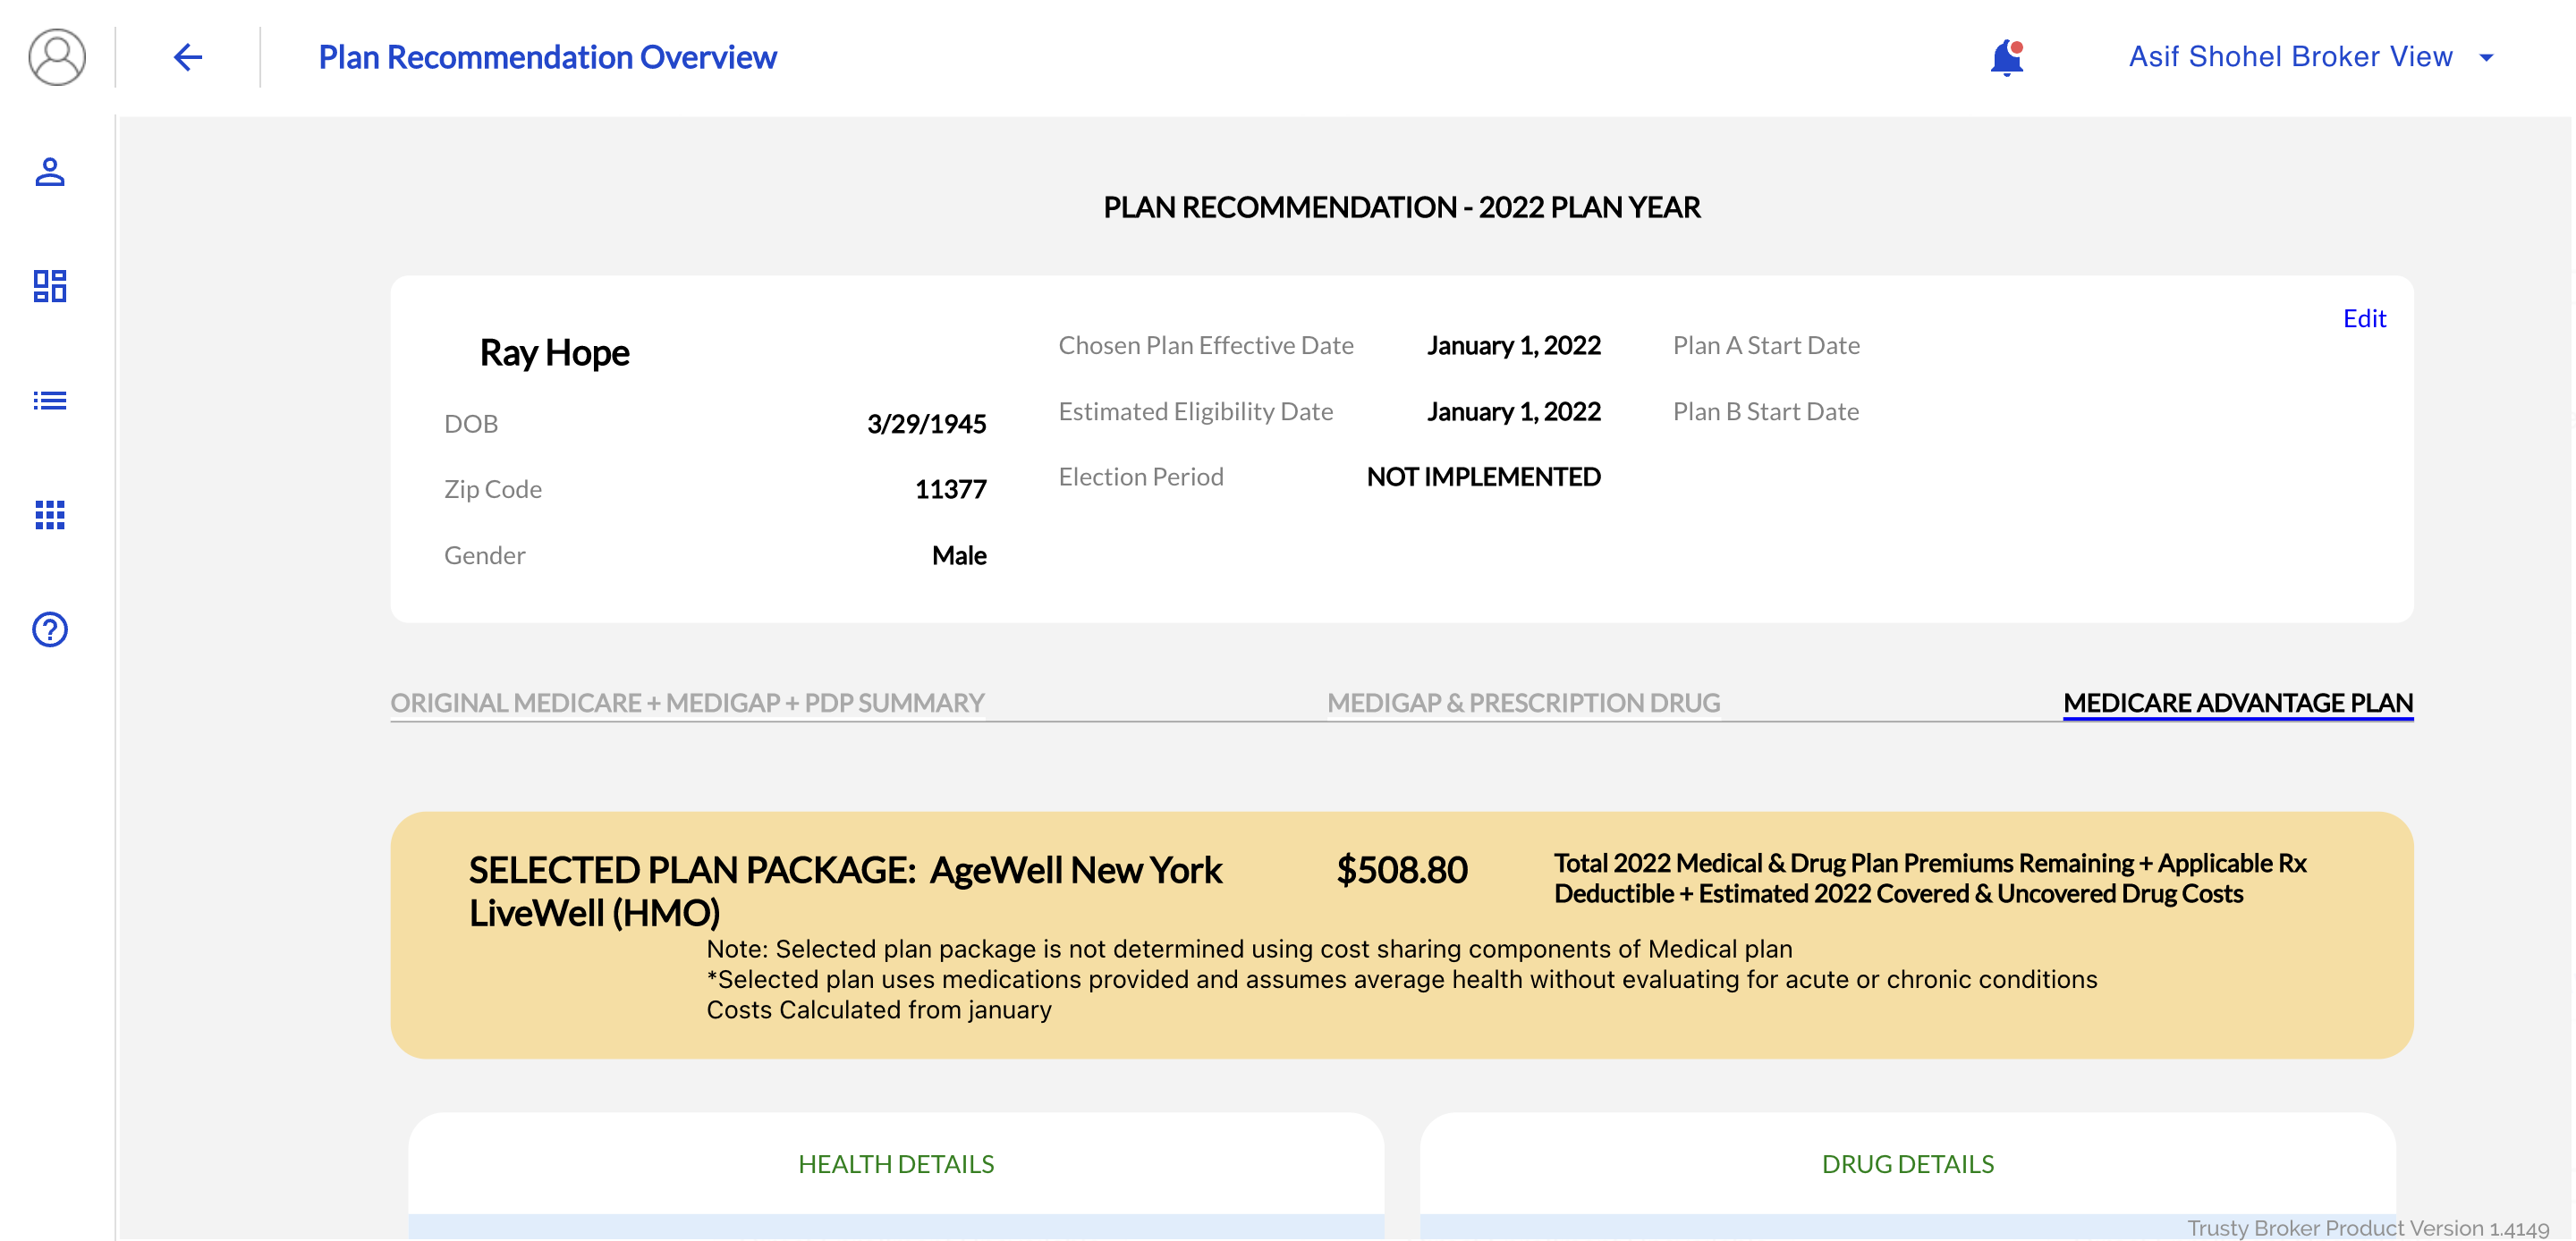 Plan Recommendation Overview
Asif Shohel Broker View
PLAN RECOMMENDATION - 2022 PLAN YEAR
Edit
Ray Hope
DOB 3/29/1945
Zip Code 11377
Gender Male
Chosen Plan Effective Date January 1, 2022
Estimated Eligibility Date January 1, 2022
Election Period NOT IMPLEMENTED
Plan A Start Date
Plan B Start Date
ORIGINAL MEDICARE + MEDIGAP + PDP SUMMARY
MEDIGAP & PRESCRIPTION DRUG
MEDICARE ADVANTAGE PLAN
SELECTED PLAN PACKAGE: AgeWell New York
LiveWell (HMO)
$508.80
Total 2022 Medical & Drug Plan Premiums Remaining + Applicable Rx
Deductible + Estimated 2022 Covered & Uncovered Drug Costs
Note: Selected plan package is not determined using cost sharing components of Medical plan
*Selected plan uses medications provided and assumes average health without evaluating for acute or chronic conditions
Costs Calculated from january
HEALTH DETAILS
DRUG DETAILS
Trusty Broker Product Version 1.4149